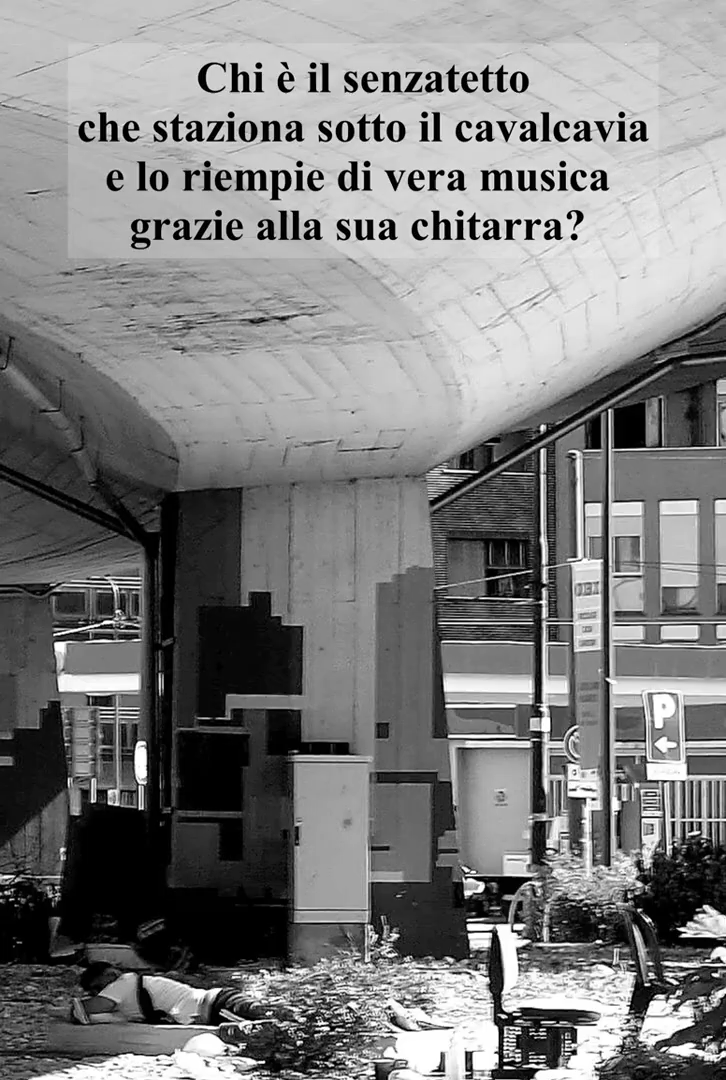 Chi è il senzatetto
che staziona sotto il cavalcavia
e lo riempie di vera musica
grazie alla sua chitarra?
P